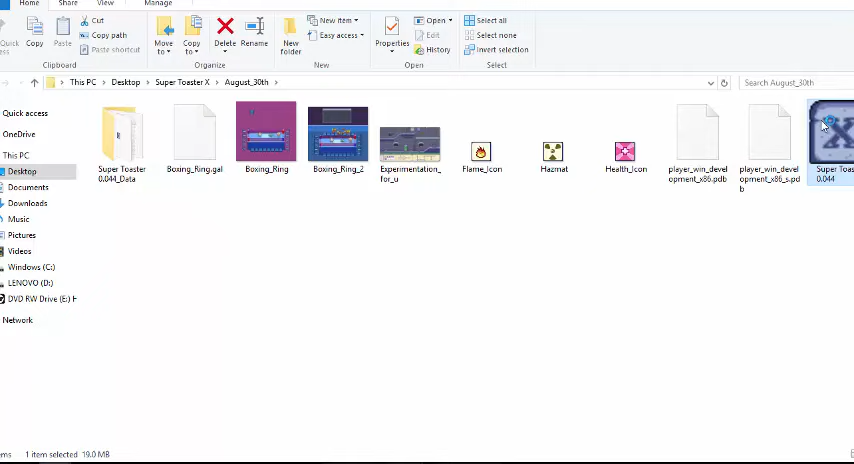 Home Share View Manage
Quick
ess
Copy
Paste
Cut
Copy path
Paste shortcut
Clipboard
Move
to
Copy
to
Delete Rename
Organize
New
folder
New item
Easy access
New
Properties
Open
Edit
History
Open
Select all
Select none
Invert selection
Select
This PC > Desktop > Super Toaster X > August_30th >
Search August_30th
Quick access
OneDrive
This PC
Desktop
Documents
Downloads
Music
Pictures
Videos
Windows (C:)
LENOVO (D:)
DVD RW Drive (E:) H
Network
Super Toaster
0.044_Data
Boxing_Ring.gal
Boxing_Ring
Boxing_Ring_2
Experimentation_
for_u
Flame_Icon
Hazmat
Health_Icon
player_win_devel
opment_x86.pdb
player_win_devel
opment_x86_s.pd
b
X
Super Toas
0.044
ms 1 item selected 19.0 MB